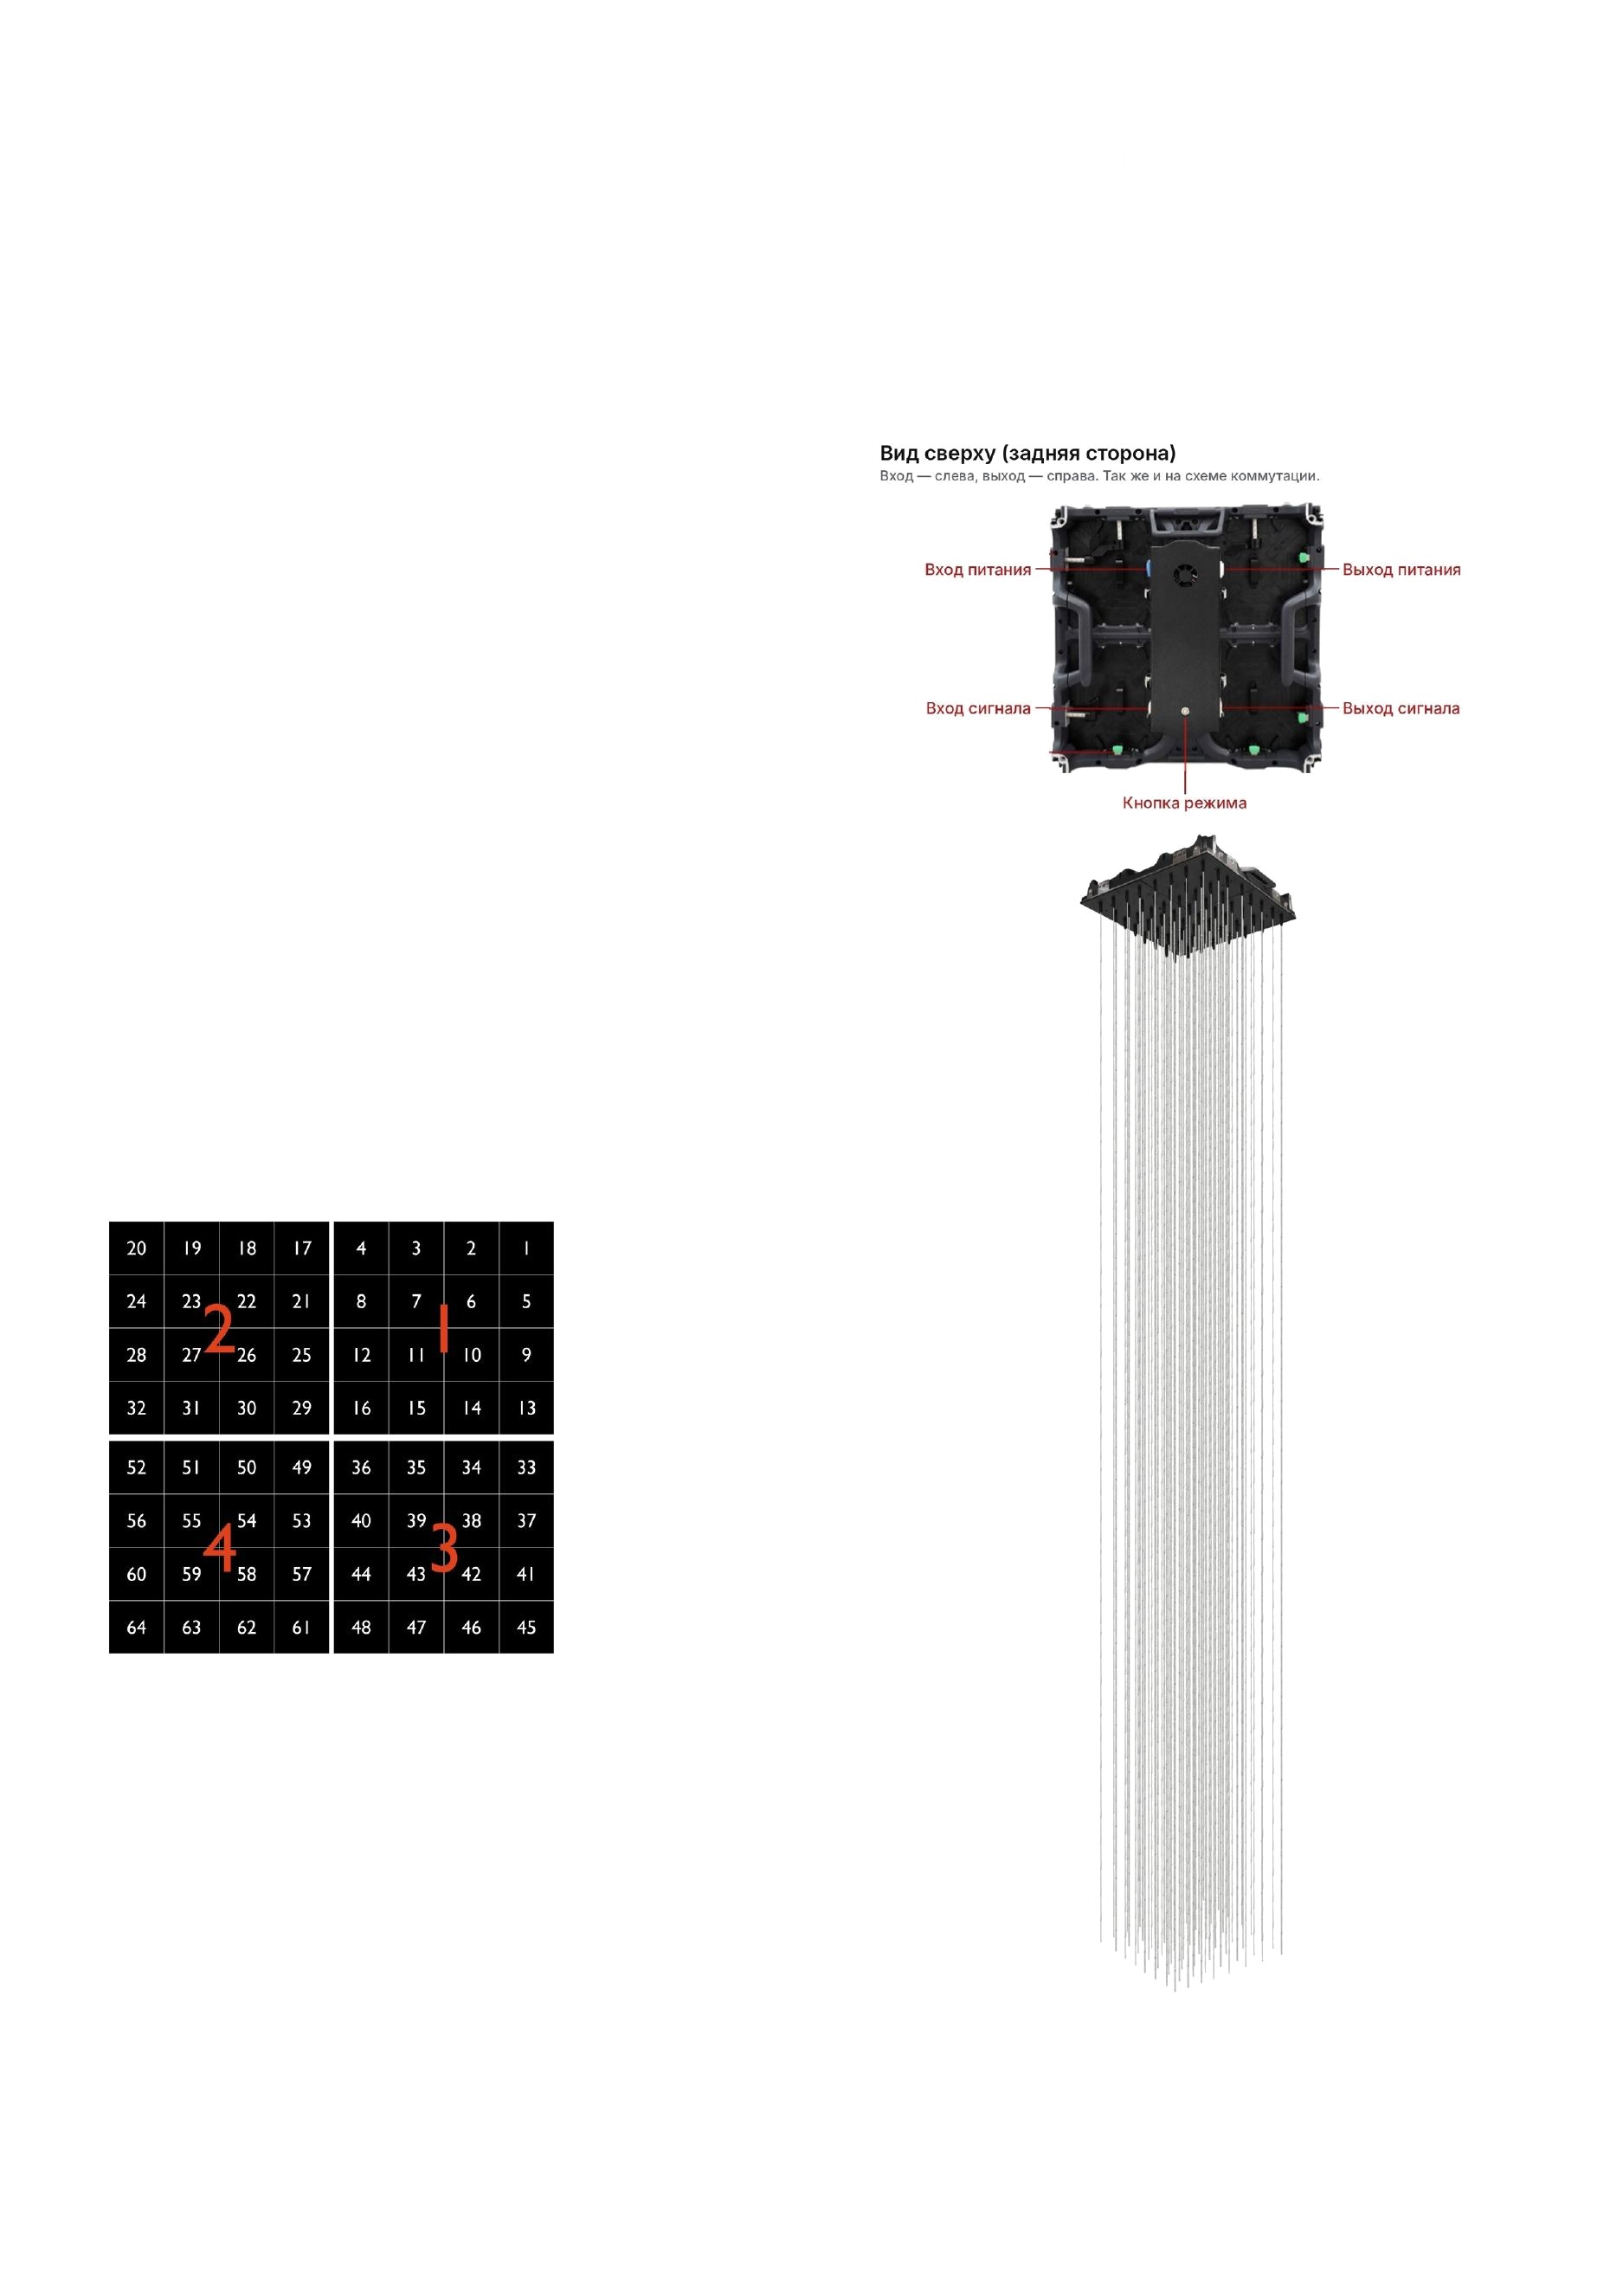 Вид сверху (задняя сторона)
Вход — слева, выход — справа. Так же и на схеме коммутации.
Вход питания
Выход питания
Вход сигнала
Выход сигнала
Кнопка режима
20 19 18 17 4 3 2 1
24 23 22 21 8 7 6 5
2 1
28 27 26 25 12 11 10 9
32 31 30 29 16 15 14 13
52 51 50 49 36 35 34 33
56 55 54 53 40 39 38 37
4 3
60 59 58 57 44 43 42 41
64 63 62 61 48 47 46 45